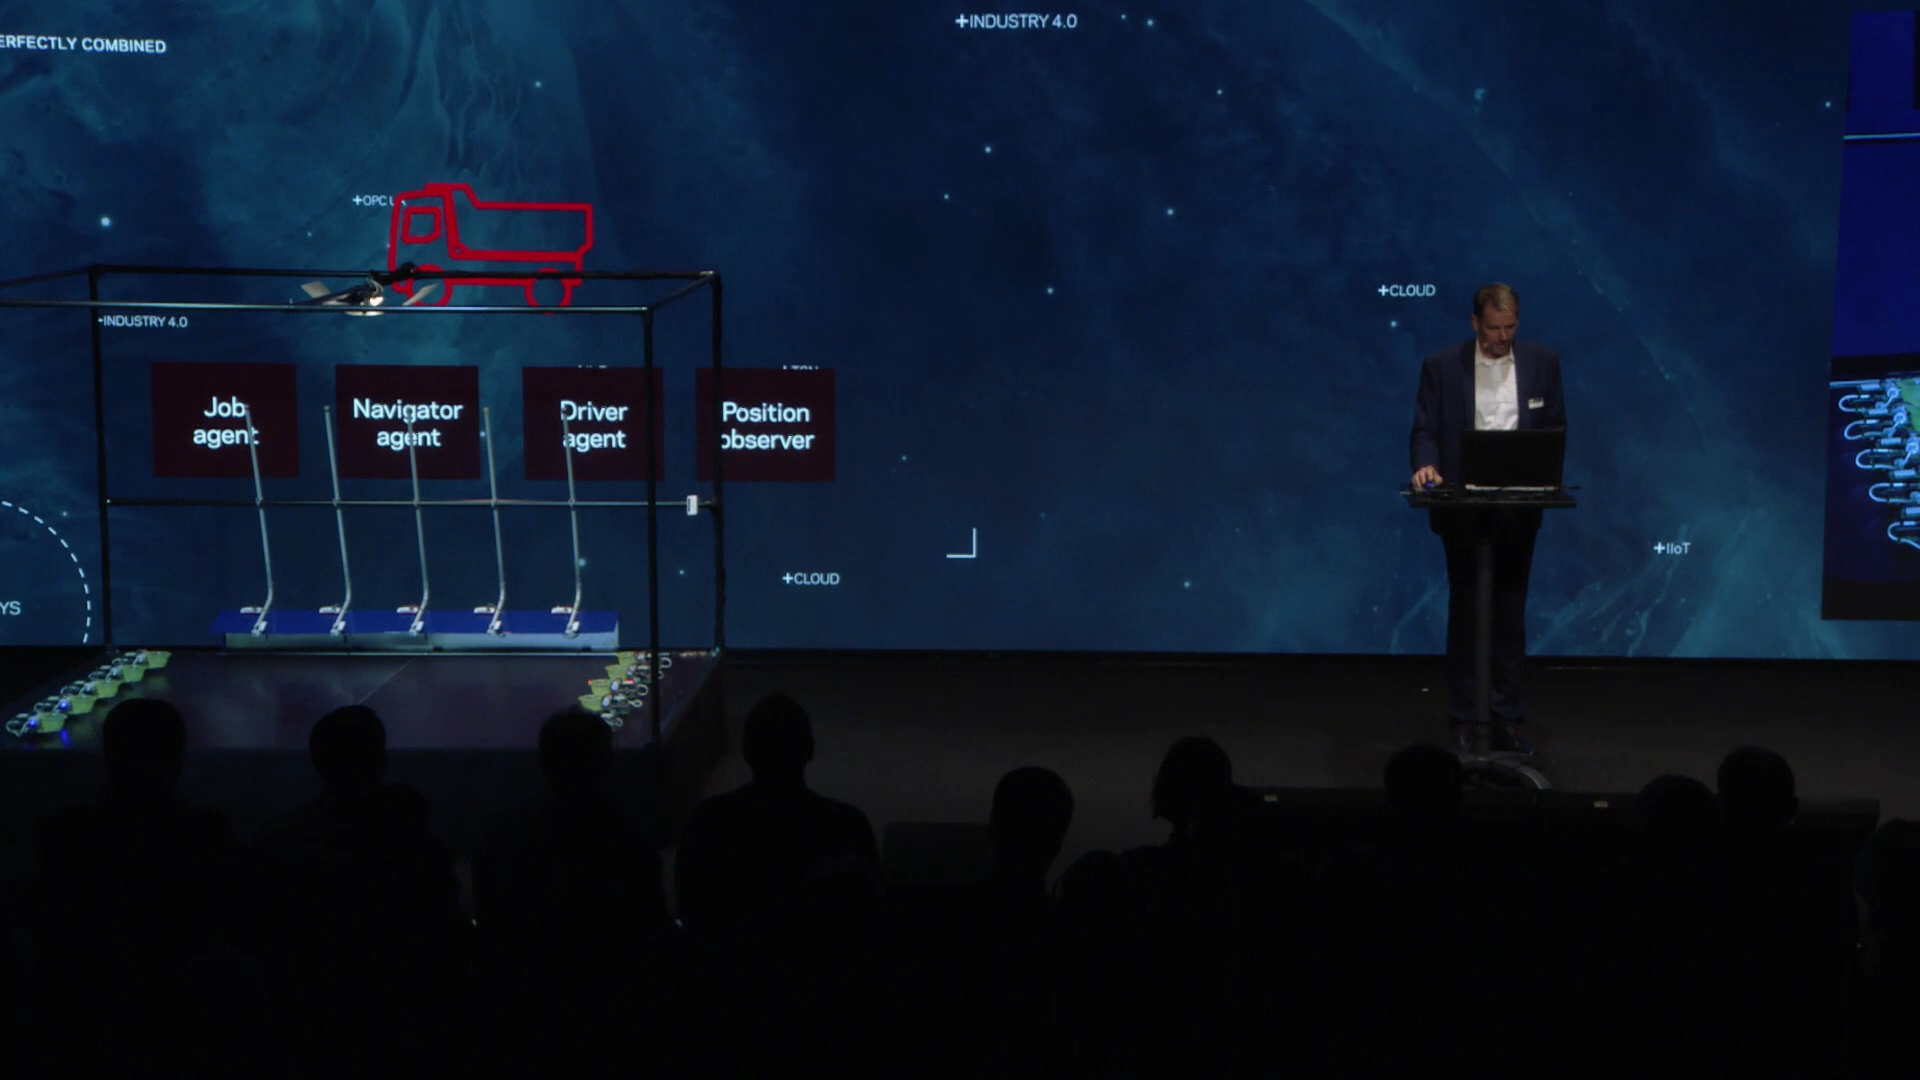 ERFECTLY COMBINED
+INDUSTRY 4.0
+OPC U
+CLOUD
INDUSTRY 4.0
Job
agent
Navigator
agent
Driver
agent
Position
observer
+IIoT
+CLOUD
YS